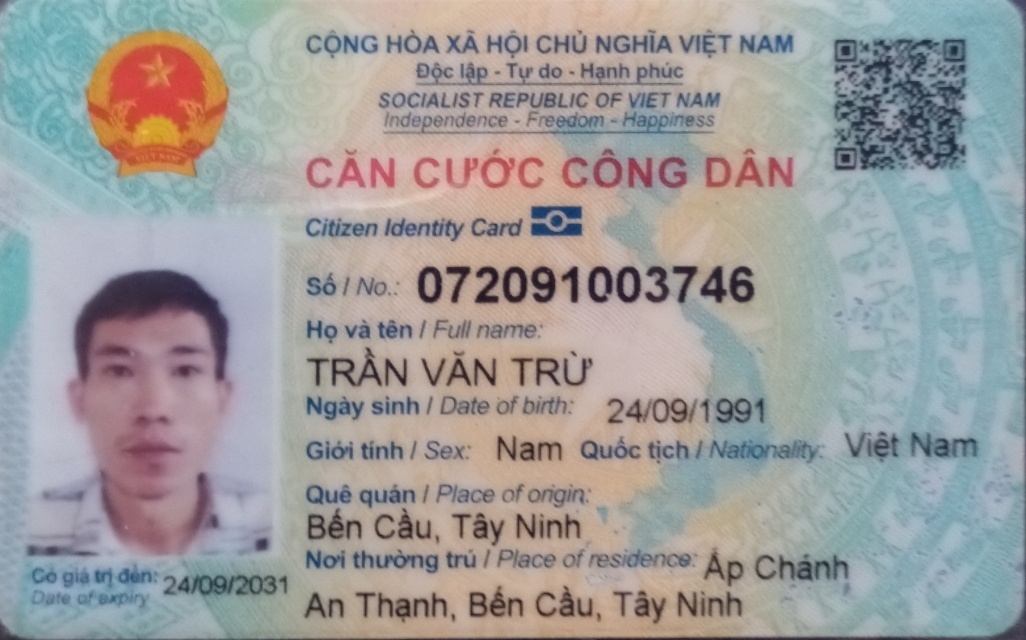 CỘNG HÒA XÃ HỘI CHỦ NGHĨA VIỆT NAM
Độc lập - Tự do - Hạnh phúc
SOCIALIST REPUBLIC OF VIET NAM
Independence - Freedom - Happiness
CĂN CƯỚC CÔNG DÂN
Citizen Identity Card
Số / No.: 072091003746
Họ và tên / Full name:
TRẦN VĂN TRỪ
Ngày sinh / Date of birth: 24/09/1991
Giới tính / Sex: Nam Quốc tịch / Nationality: Việt Nam
Quê quán / Place of origin:
Bến Cầu, Tây Ninh
Nơi thường trú / Place of residence: Ấp Chánh
An Thạnh, Bến Cầu, Tây Ninh
Có giá trị đến: 24/09/2031
Date of expiry